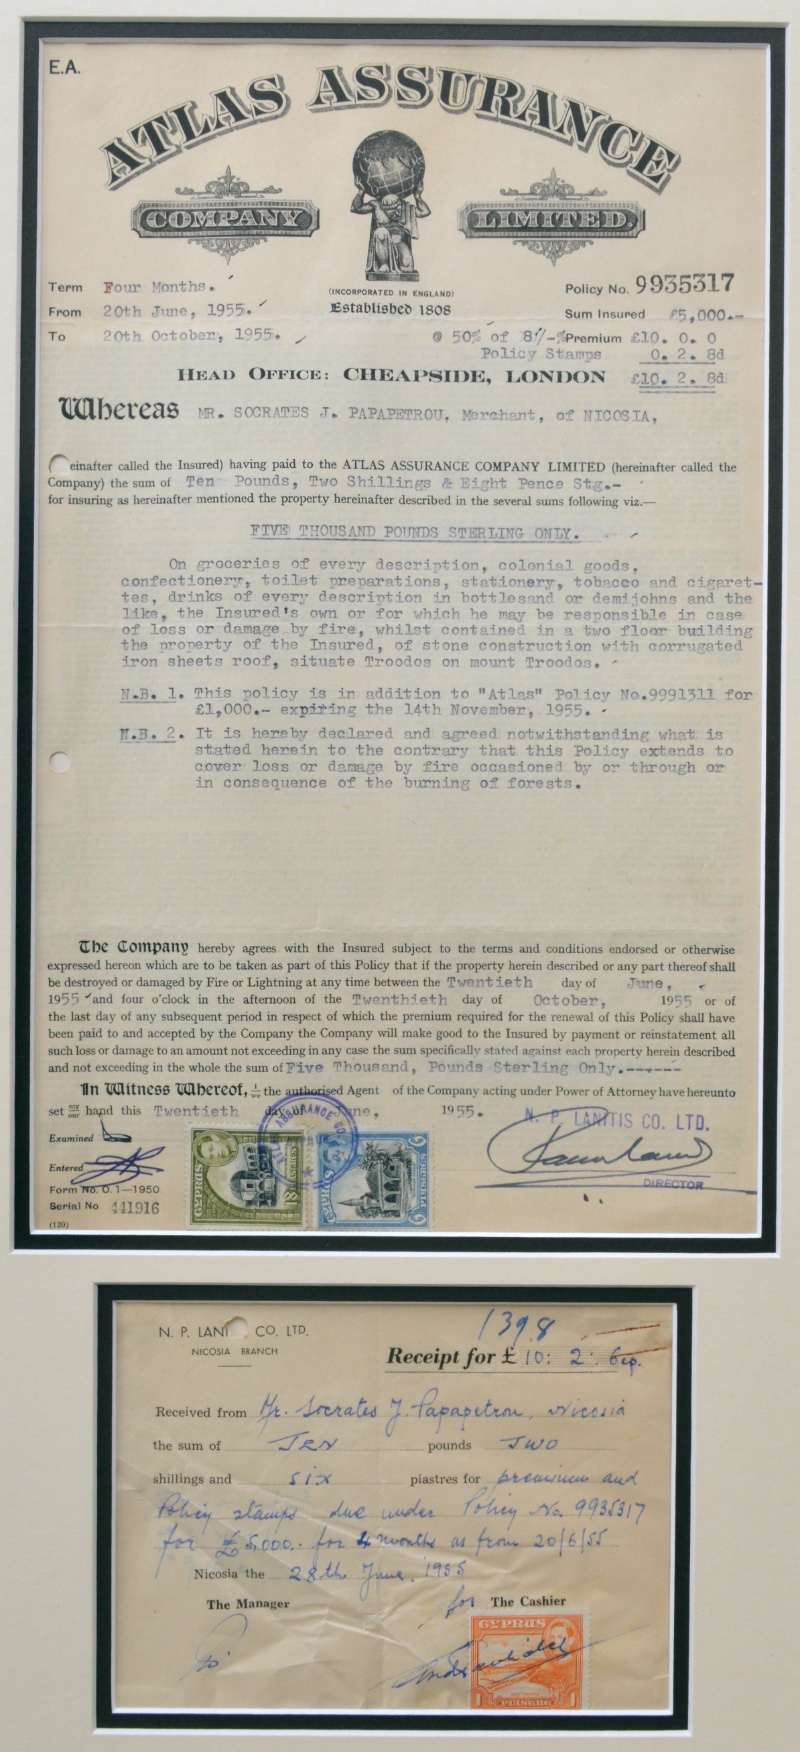 E.A.
ATLAS ASSURANCE
COMPANY LIMITED.
Term Four Months.
(INCORPORATED IN ENGLAND)
Policy No. 9935317
From 20th June, 1955.
Established 1808
Sum Insured £5,000.-
To 20th October, 1955.
@ 50% of 8/-% Premium £10. 0. 0
Policy Stamps 0. 2. 8d
HEAD OFFICE: CHEAPSIDE, LONDON £10. 2. 8d
Whereas MR. SOCRATES J. PAPAPETROU, Merchant, of NICOSIA,
einafter called the Insured) having paid to the ATLAS ASSURANCE COMPANY LIMITED (hereinafter called the
Company) the sum of Ten Pounds, Two Shillings & Eight Pence Stg.-
for insuring as hereinafter mentioned the property hereinafter described in the several sums following viz.—
FIVE THOUSAND POUNDS STERLING ONLY.
On groceries of every description, colonial goods,
confectionery, toilet preparations, stationery, tobacco and cigaret-
tes, drinks of every description in bottlesand or demijohns and the
like, the Insured's own or for which he may be responsible in case
of loss or damage by fire, whilst contained in a two floor building
the property of the Insured, of stone construction with corrugated
iron sheets roof, situate Troodos on mount Troodos.
N.B. 1. This policy is in addition to "Atlas" Policy No.9991311 for
£1,000.- expiring the 14th November, 1955.
N.B. 2. It is hereby declared and agreed notwithstanding what is
stated herein to the contrary that this Policy extends to
cover loss or damage by fire occasioned by or through or
in consequence of the burning of forests.
The Company hereby agrees with the Insured subject to the terms and conditions endorsed or otherwise
expressed hereon which are to be taken as part of this Policy that if the property herein described or any part thereof shall
be destroyed or damaged by Fire or Lightning at any time between the Twentieth day of June,
1955 and four o'clock in the afternoon of the Twenthieth day of October, 1955 or of
the last day of any subsequent period in respect of which the premium required for the renewal of this Policy shall have
been paid to and accepted by the Company the Company will make good to the Insured by payment or reinstatement all
such loss or damage to an amount not exceeding in any case the sum specifically stated against each property herein described
and not exceeding in the whole the sum of Five Thousand, Pounds Sterling Only.-------
In Witness Whereof, I/we the authorised Agent of the Company acting under Power of Attorney have hereunto
set my/our hand this Twentieth day of June, 1955.
N. P. LANITIS CO. LTD.
Examined
Entered
DIRECTOR
Form No. O. 1—1950
Serial No 441916
(120)
CYPRUS
PIASTRES
CYPRUS
6 PIASTRES 6
ATLAS ASSURANCE CO. LTD.
N. P. LANI CO. LTD.
NICOSIA BRANCH
1398
Receipt for £ 10: 2: 6cp.
Received from Mr. Socrates J. Papapetrou, Nicosia
the sum of TEN pounds TWO
shillings and six piastres for premium and
Policy stamps due under Policy No. 9935317
for £5,000.- for 4 months as from 20/6/55
Nicosia the 28th June, 1955
The Manager for The Cashier
CYPRUS
1 PIASTRE 1